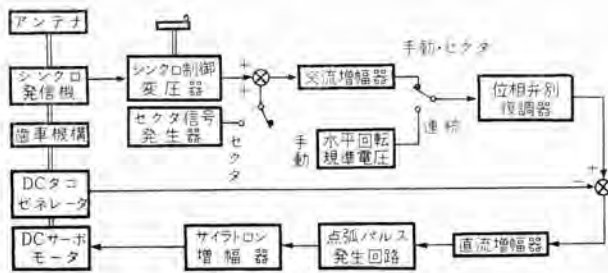 アンテナ
シンクロ
発信機
歯車機構
DCタコ
ゼネレータ
DCサーボ
モータ
シンクロ制御
変圧器
セクタ信号
発生器
セクタ
手動
交流増幅器
水平回転
規準電圧
手動・セクタ
連続
位相弁別
復調器
直流増幅器
点弧パルス
発生回路
サイラトロン
増幅器